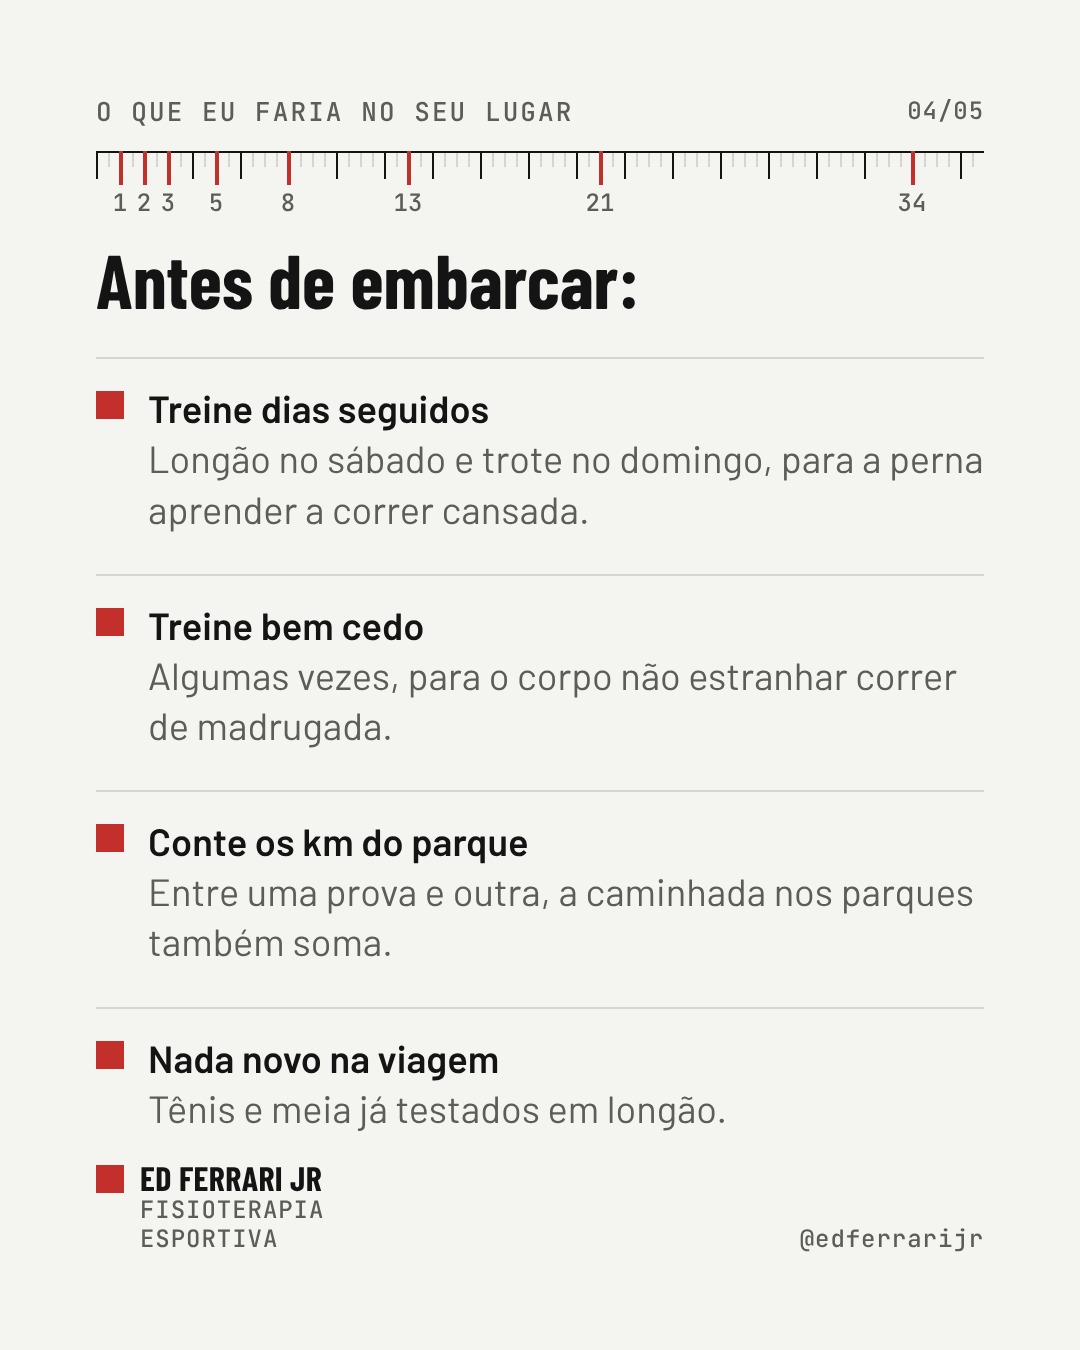 O QUE EU FARIA NO SEU LUGAR
04/05
1 2 3 5 8 13 21 34
Antes de embarcar:
Treine dias seguidos
Longão no sábado e trote no domingo, para a perna
aprender a correr cansada.
Treine bem cedo
Algumas vezes, para o corpo não estranhar correr
de madrugada.
Conte os km do parque
Entre uma prova e outra, a caminhada nos parques
também soma.
Nada novo na viagem
Tênis e meia já testados em longão.
ED FERRARI JR
FISIOTERAPIA
ESPORTIVA
@edferrarijr